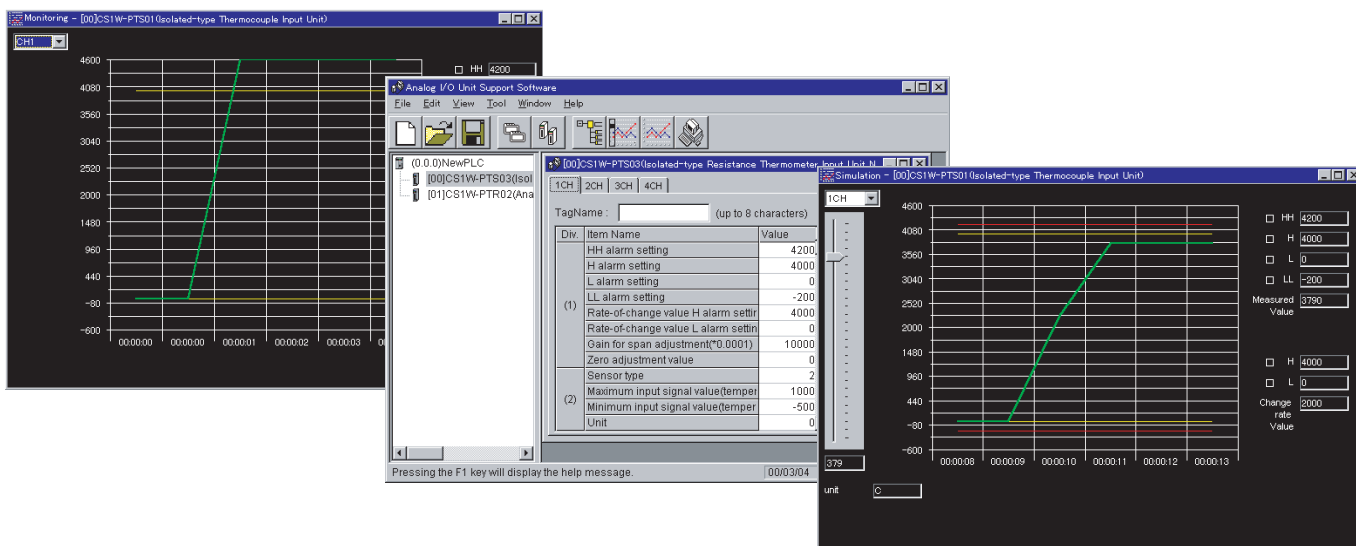 Monitoring - [00]CS1W-PTS01(Isolated-type Thermocouple Input Unit)
CH1
4600
4080
3560
3040
2520
2000
1480
960
440
-80
-600
00:00:00 00:00:00 00:00:01 00:00:02 00:00:03
HH 4200
Analog I/O Unit Support Software
File Edit View Tool Window Help
(0.0.0)NewPLC
[00]CS1W-PTS03(Isol
[01]CS1W-PTR02(Ana
[00]CS1W-PTS03(Isolated-type Resistance Thermometer Input Unit N
1CH 2CH 3CH 4CH
TagName : (up to 8 characters)
Div. Item Name Value
(1)
HH alarm setting 4200
H alarm setting 4000
L alarm setting 0
LL alarm setting -200
Rate-of-change value H alarm settir 4000
Rate-of-change value L alarm settin 0
Gain for span adjustment(*0.0001) 10000
Zero adjustment value 0
(2)
Sensor type 2
Maximum input signal value(temper 1000
Minimum input signal value(temper -500
Unit 0
Pressing the F1 key will display the help message. 00/03/04
Simulation - [00]CS1W-PTS01(Isolated-type Thermocouple Input Unit)
1CH
379
unit C
4600
4080
3560
3040
2520
2000
1480
960
440
-80
-600
00:00:08 00:00:09 00:00:10 00:00:11 00:00:12 00:00:13
HH 4200
H 4000
L 0
LL -200
Measured Value 3790
H 4000
L 0
Change rate Value 2000